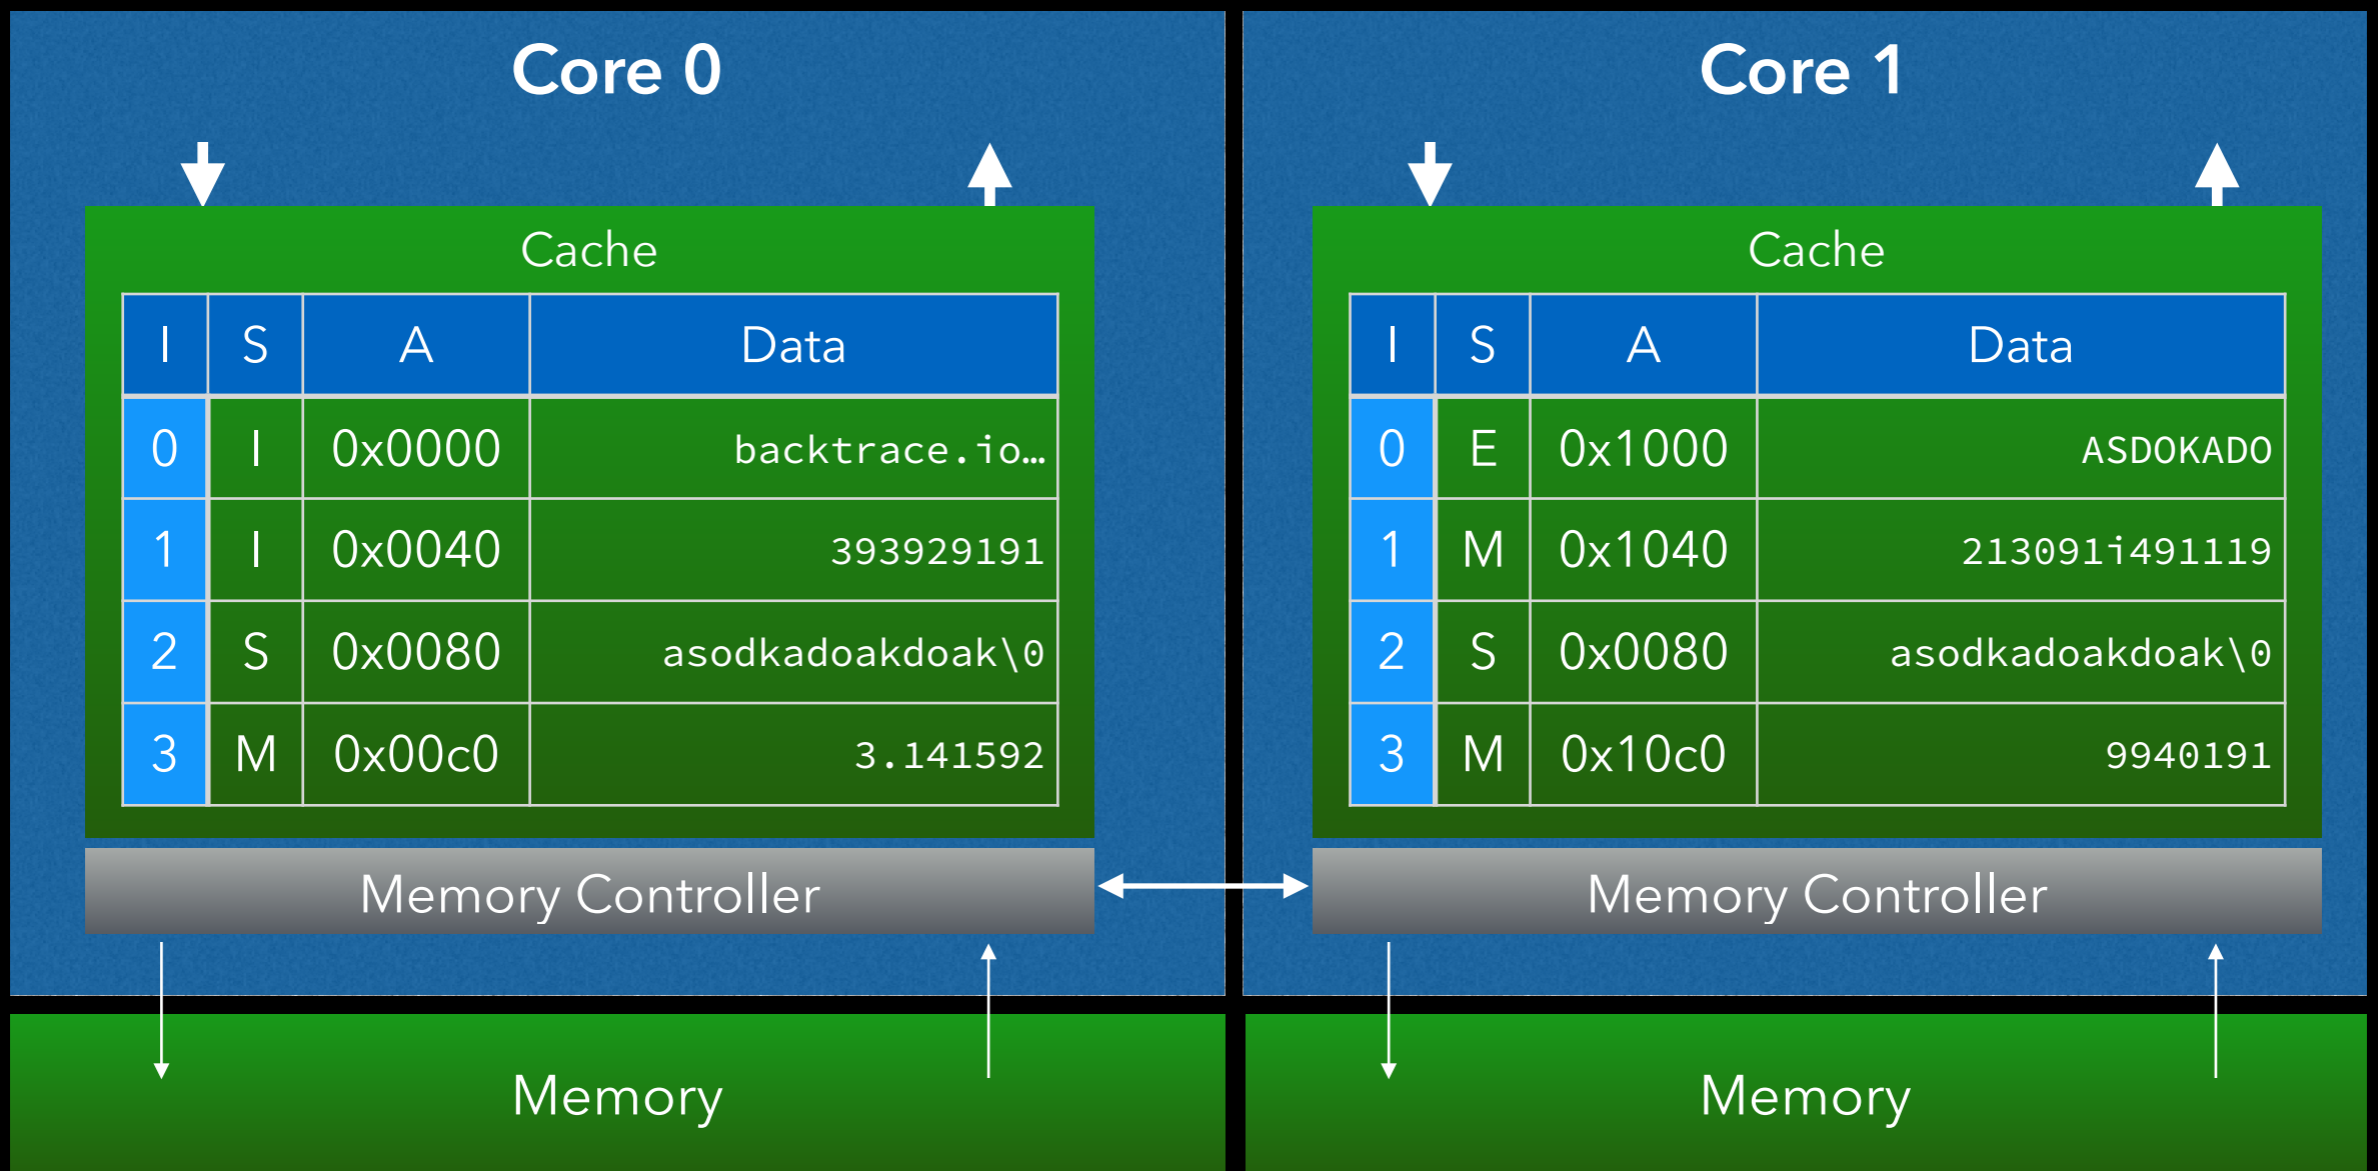 Core 0
Cache
I S A Data
0 I 0x0000 backtrace.io…
1 I 0x0040 393929191
2 S 0x0080 asodkadoakdoak\0
3 M 0x00c0 3.141592
Memory Controller
Memory
Core 1
Cache
I S A Data
0 E 0x1000 ASDOKADO
1 M 0x1040 213091i491119
2 S 0x0080 asodkadoakdoak\0
3 M 0x10c0 9940191
Memory Controller
Memory